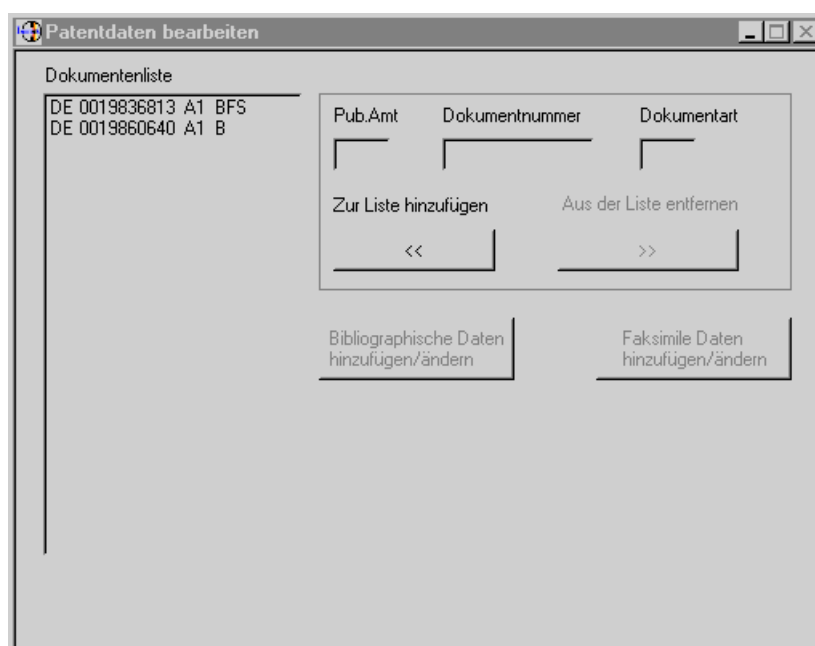 Patentdaten bearbeiten
Dokumentenliste
DE 0019836813 A1 BFS
DE 0019860640 A1 B
Pub.Amt Dokumentnummer Dokumentart
Zur Liste hinzufügen Aus der Liste entfernen
<< >>
Bibliographische Daten
hinzufügen/ändern
Faksimile Daten
hinzufügen/ändern